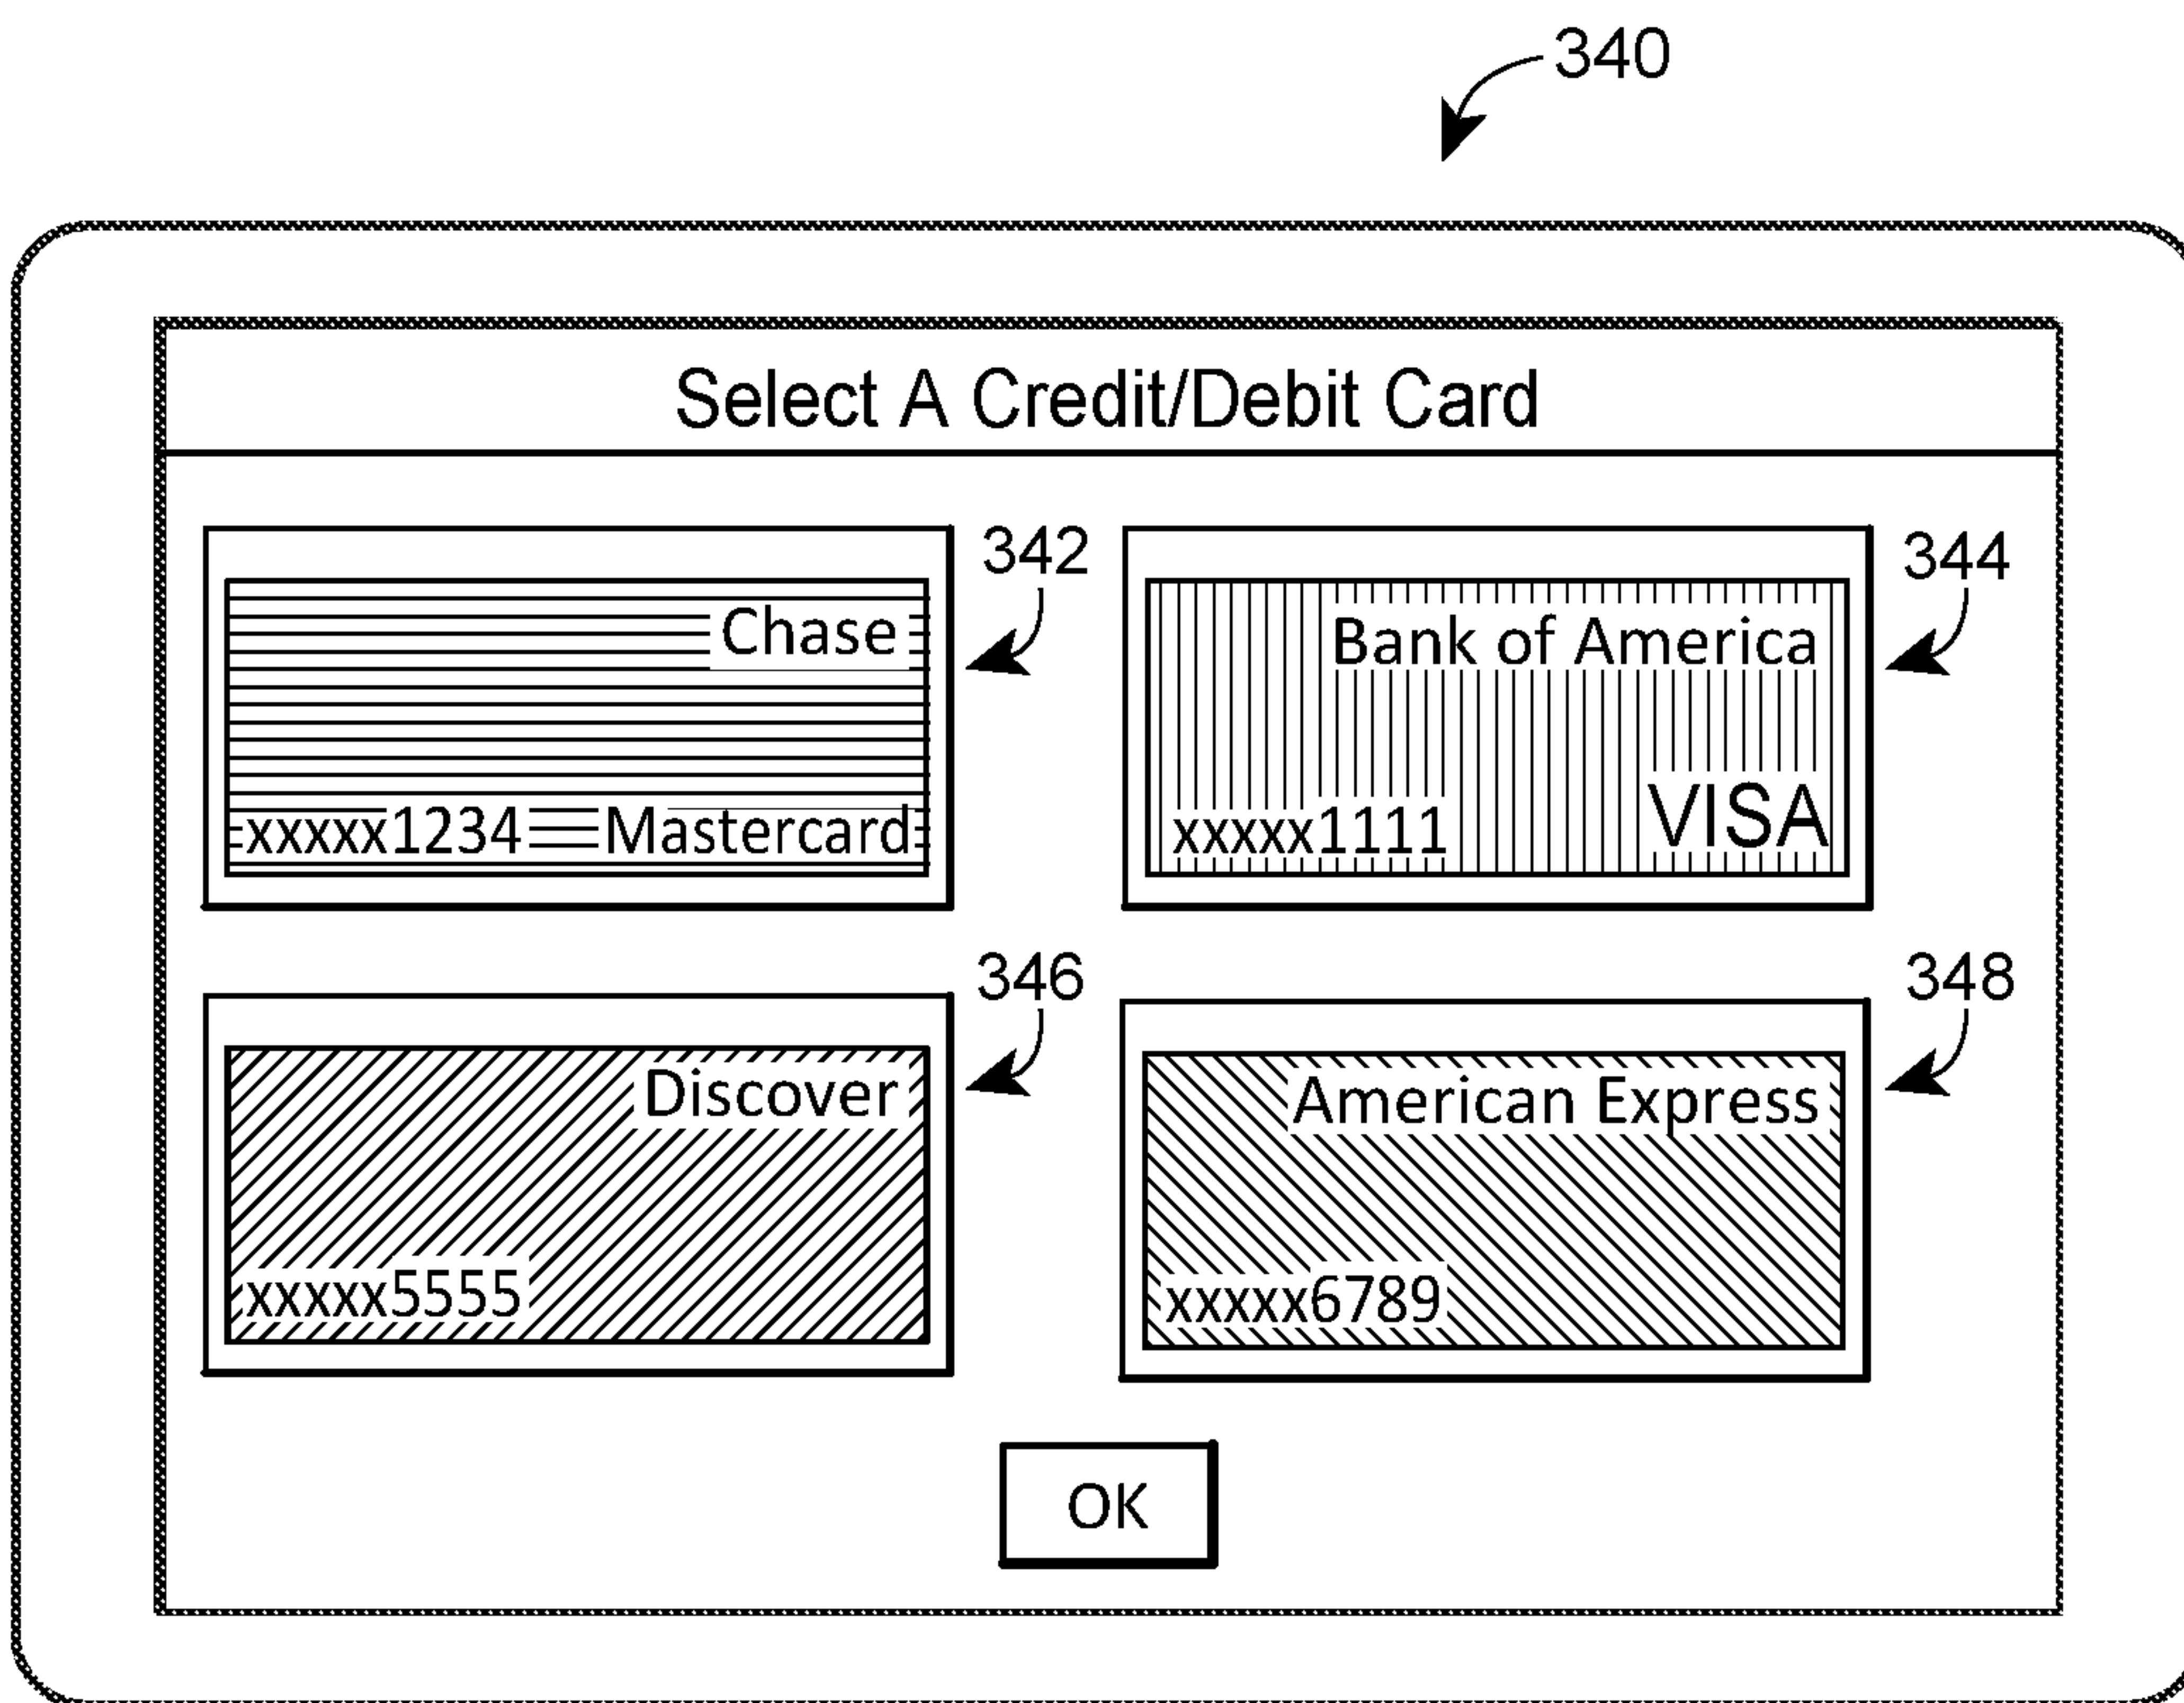 340
Select A Credit/Debit Card
342
Chase
xxxxx1234 Mastercard
344
Bank of America
xxxxx1111 VISA
346
Discover
xxxxx5555
348
American Express
xxxxx6789
OK